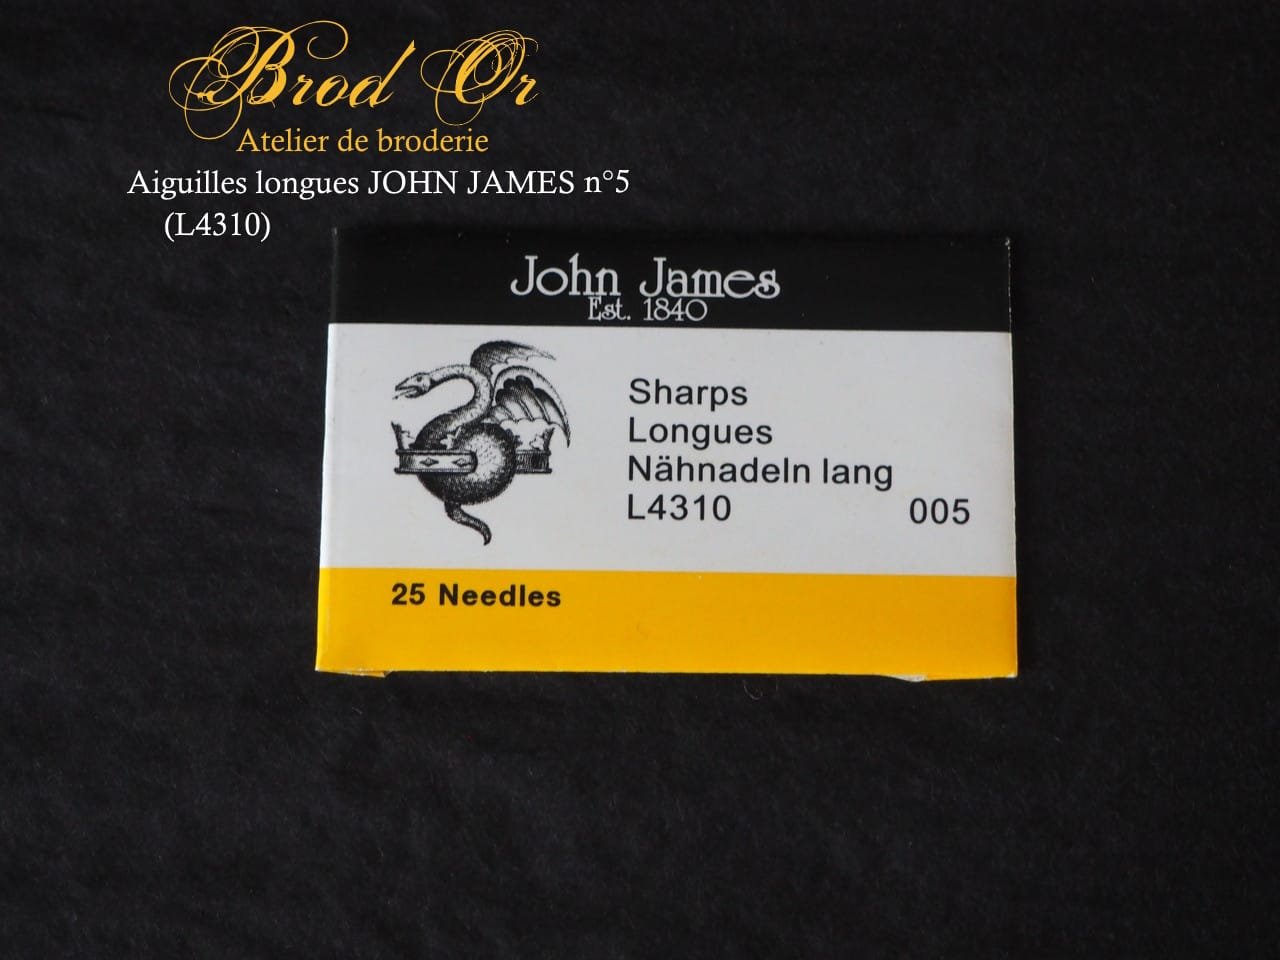 Brod Or
Atelier de broderie
Aiguilles longues JOHN JAMES n°5
(L4310)
John James
Est. 1840
Sharps
Longues
Nähnadeln lang
L4310 005
25 Needles